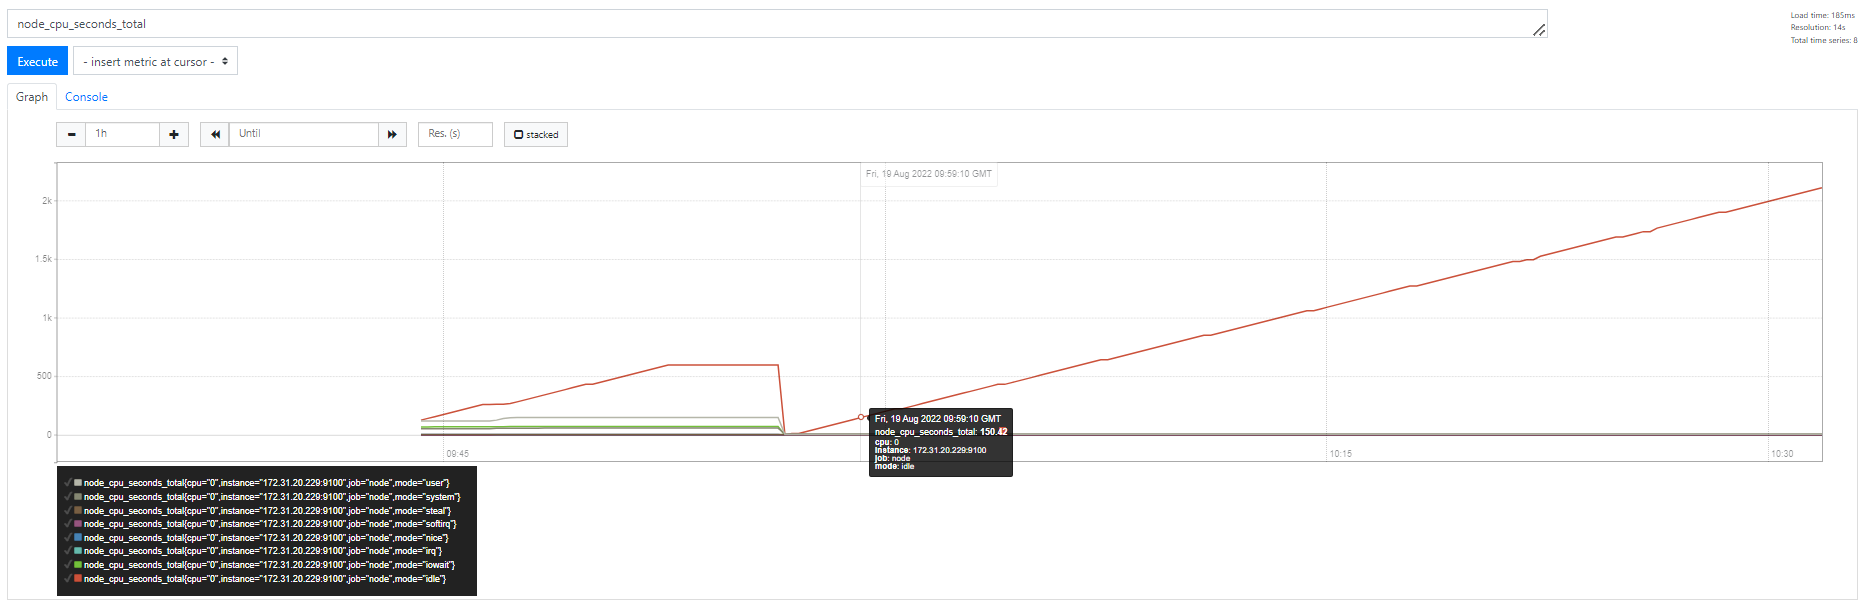 node_cpu_seconds_total
Load time: 185ms
Resolution: 14s
Total time series: 8
Execute
- insert metric at cursor -
Graph
Console
1h
Until
Res. (s)
stacked
Fri, 19 Aug 2022 09:59:10 GMT
2k
1.5k
1k
500
0
Fri, 19 Aug 2022 09:59:10 GMT
node_cpu_seconds_total: 150.42
cpu: 0
instance: 172.31.20.229:9100
job: node
mode: idle
09:45
10:15
10:30
node_cpu_seconds_total{cpu="0",instance="172.31.20.229:9100",job="node",mode="user"}
node_cpu_seconds_total{cpu="0",instance="172.31.20.229:9100",job="node",mode="system"}
node_cpu_seconds_total{cpu="0",instance="172.31.20.229:9100",job="node",mode="steal"}
node_cpu_seconds_total{cpu="0",instance="172.31.20.229:9100",job="node",mode="softirq"}
node_cpu_seconds_total{cpu="0",instance="172.31.20.229:9100",job="node",mode="nice"}
node_cpu_seconds_total{cpu="0",instance="172.31.20.229:9100",job="node",mode="irq"}
node_cpu_seconds_total{cpu="0",instance="172.31.20.229:9100",job="node",mode="iowait"}
node_cpu_seconds_total{cpu="0",instance="172.31.20.229:9100",job="node",mode="idle"}